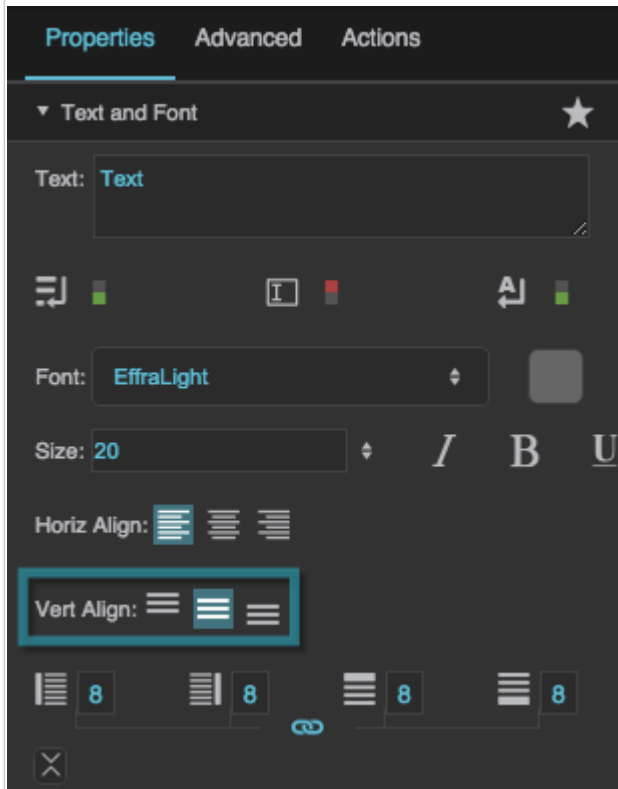 Properties Advanced Actions
Text and Font
Text: Text
Font: EffraLight
Size: 20 I B U
Horiz Align:
Vert Align:
8 8 8 8